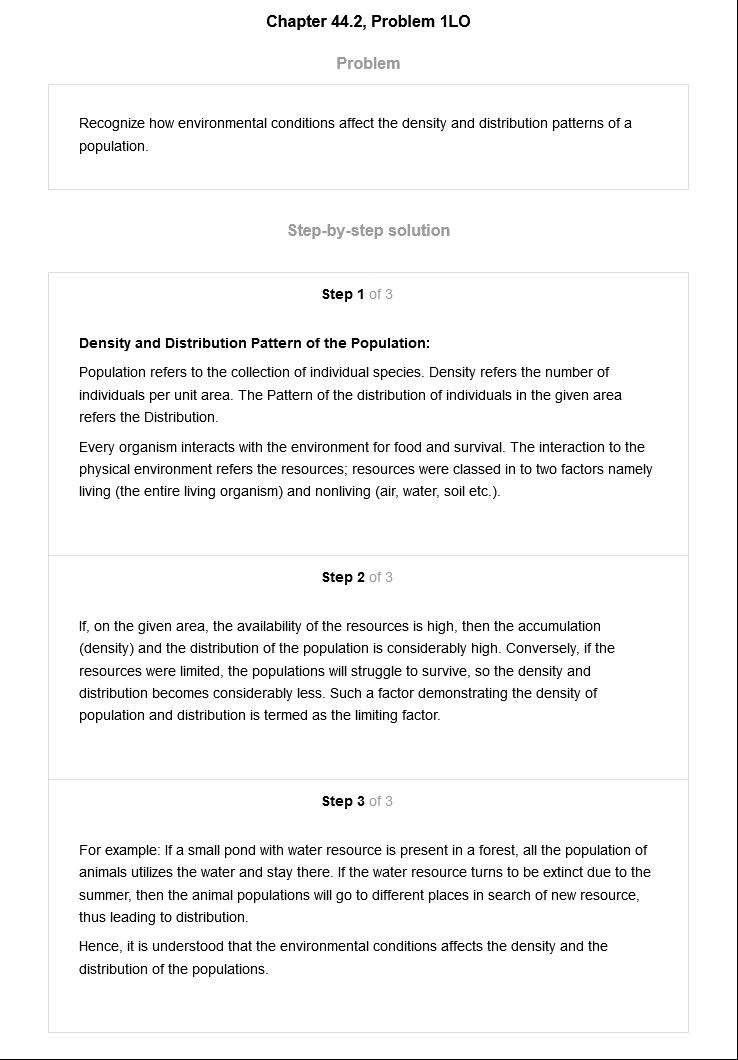 Chapter 44.2, Problem 1LO
Problem
Recognize how environmental conditions affect the density and distribution patterns of a
population.
Step-by-step solution
Step 1 of 3
Density and Distribution Pattern of the Population:
Population refers to the collection of individual species. Density refers the number of
individuals per unit area. The Pattern of the distribution of individuals in the given area
refers the Distribution.
Every organism interacts with the environment for food and survival. The interaction to the
physical environment refers the resources; resources were classed in to two factors namely
living (the entire living organism) and nonliving (air, water, soil etc.).
Step 2 of 3
If, on the given area, the availability of the resources is high, then the accumulation
(density) and the distribution of the population is considerably high. Conversely, if the
resources were limited, the populations will struggle to survive, so the density and
distribution becomes considerably less. Such a factor demonstrating the density of
population and distribution is termed as the limiting factor.
Step 3 of 3
For example: If a small pond with water resource is present in a forest, all the population of
animals utilizes the water and stay there. If the water resource turns to be extinct due to the
summer, then the animal populations will go to different places in search of new resource,
thus leading to distribution.
Hence, it is understood that the environmental conditions affects the density and the
distribution of the populations.